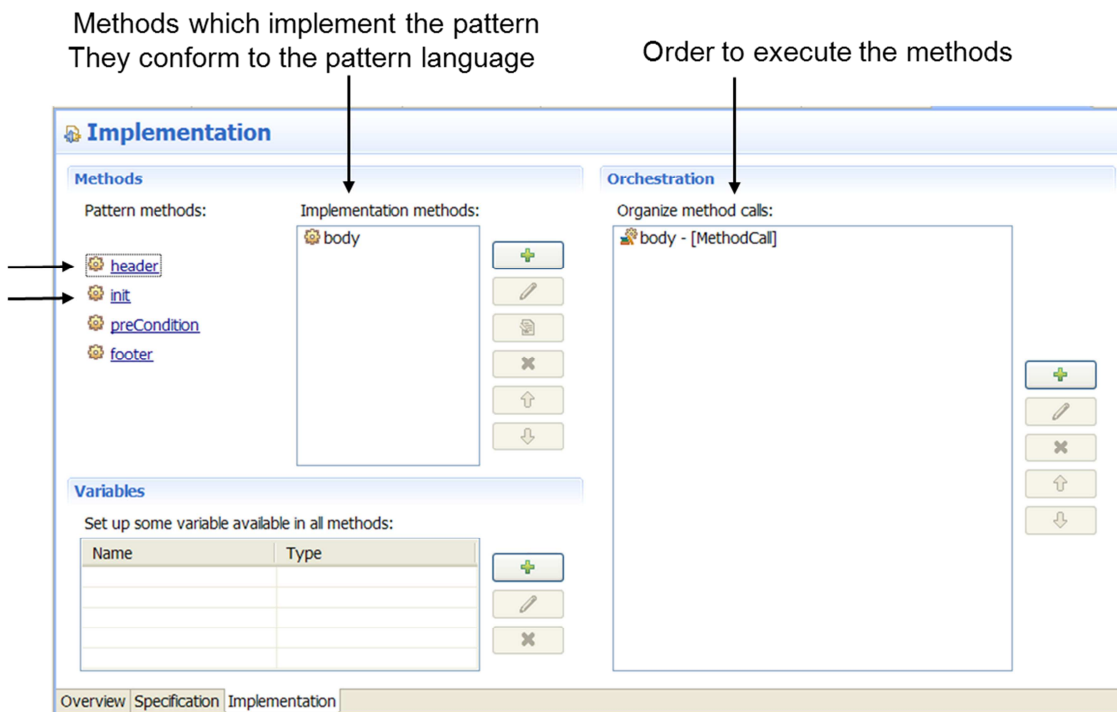 Methods which implement the pattern
They conform to the pattern language
Order to execute the methods
Implementation
Methods
Orchestration
Pattern methods:
Implementation methods:
Organize method calls:
body
body - [MethodCall]
header
init
preCondition
footer
Variables
Set up some variable available in all methods:
Name Type
Overview Specification Implementation